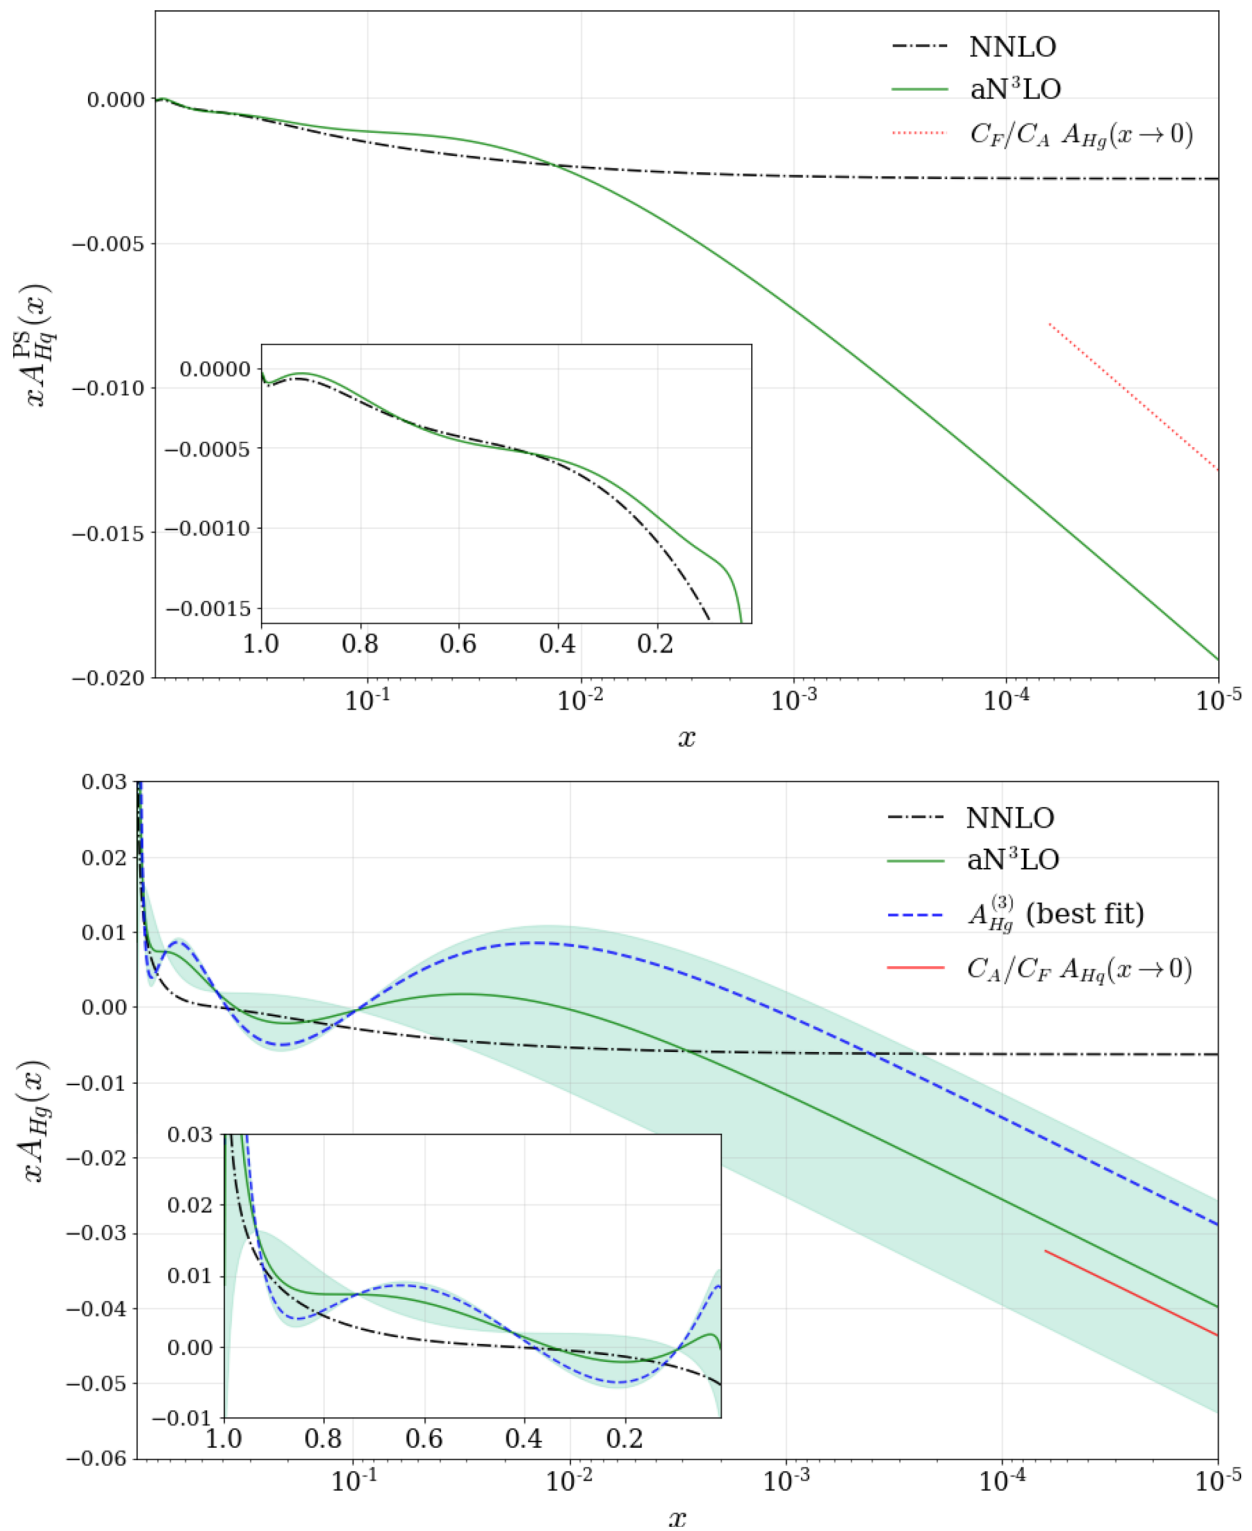 NNLO
aN³LO
C_F/C_A A_Hg(x → 0)
0.000
−0.005
−0.010
−0.015
−0.020
xA^PS_Hq(x)
0.0000
−0.0005
−0.0010
−0.0015
1.0 0.8 0.6 0.4 0.2
10⁻¹ 10⁻² 10⁻³ 10⁻⁴ 10⁻⁵
x
NNLO
aN³LO
A^(3)_Hg (best fit)
C_A/C_F A_Hq(x → 0)
0.03
0.02
0.01
0.00
−0.01
−0.02
−0.03
−0.04
−0.05
−0.06
xA_Hg(x)
0.03
0.02
0.01
0.00
−0.01
1.0 0.8 0.6 0.4 0.2
10⁻¹ 10⁻² 10⁻³ 10⁻⁴ 10⁻⁵
x